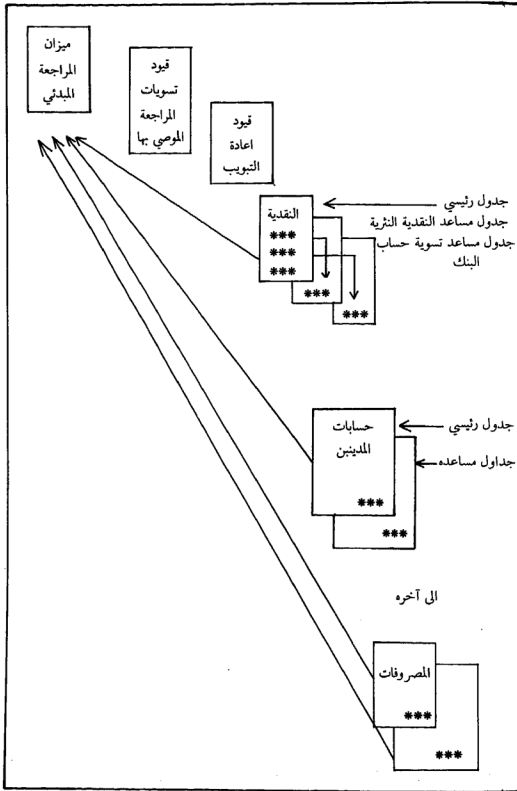 ميزان
المراجعة
المبدئي
قيود
تسويات
المراجعة
الموصي بها
قيود
اعادة
التبويب
النقدية
***
***
***
***
***
جدول رئيسي
جدول مساعد النقدية النثرية
جدول مساعد تسوية حساب
البنك
حسابات
المدينين
***
***
جدول رئيسي
جداول مساعده
الى آخره
المصروفات
***
***